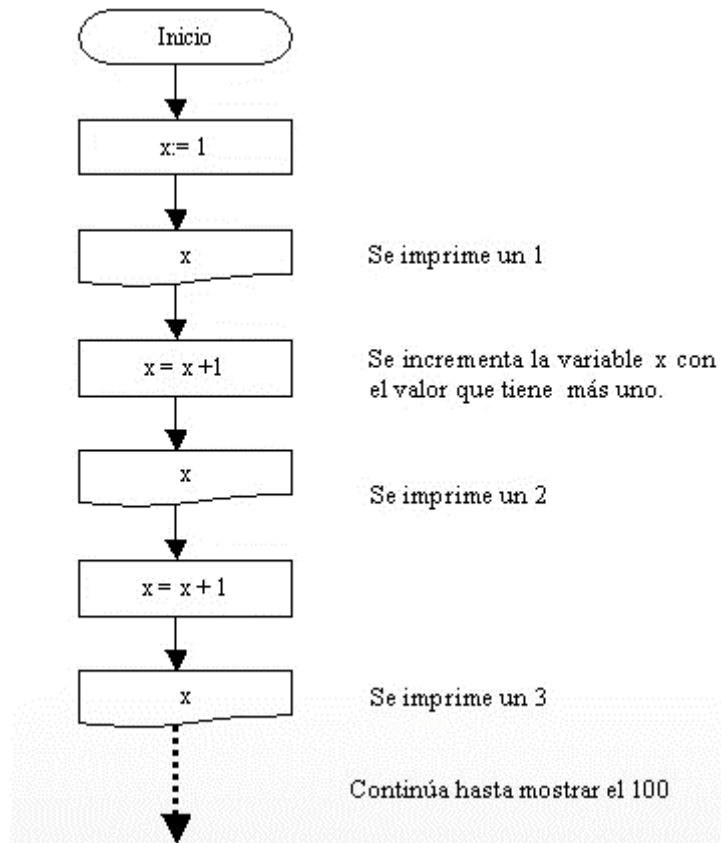 Inicio
x:= 1
x
Se imprime un 1
x = x +1
Se incrementa la variable x con
el valor que tiene más uno.
x
Se imprime un 2
x = x + 1
x
Se imprime un 3
Continúa hasta mostrar el 100